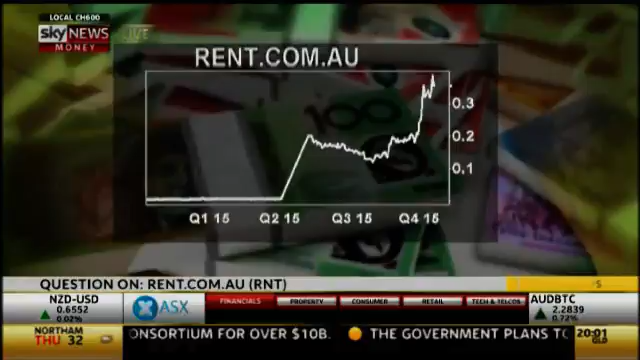 LOCAL CH600
sky NEWS LIVE
MONEY
RENT.COM.AU
100
0.3
0.2
0.1
Q1 15 Q2 15 Q3 15 Q4 15
QUESTION ON: RENT.COM.AU (RNT)
NZD-USD
0.6552
0.02%
ASX
FINANCIALS PROPERTY CONSUMER RETAIL TECH & TELCOS
AUDBTC
2.2839
0.72%
NORTHAM
THU 32
ONSORTIUM FOR OVER $10B. THE GOVERNMENT PLANS TO
20:01
QLD